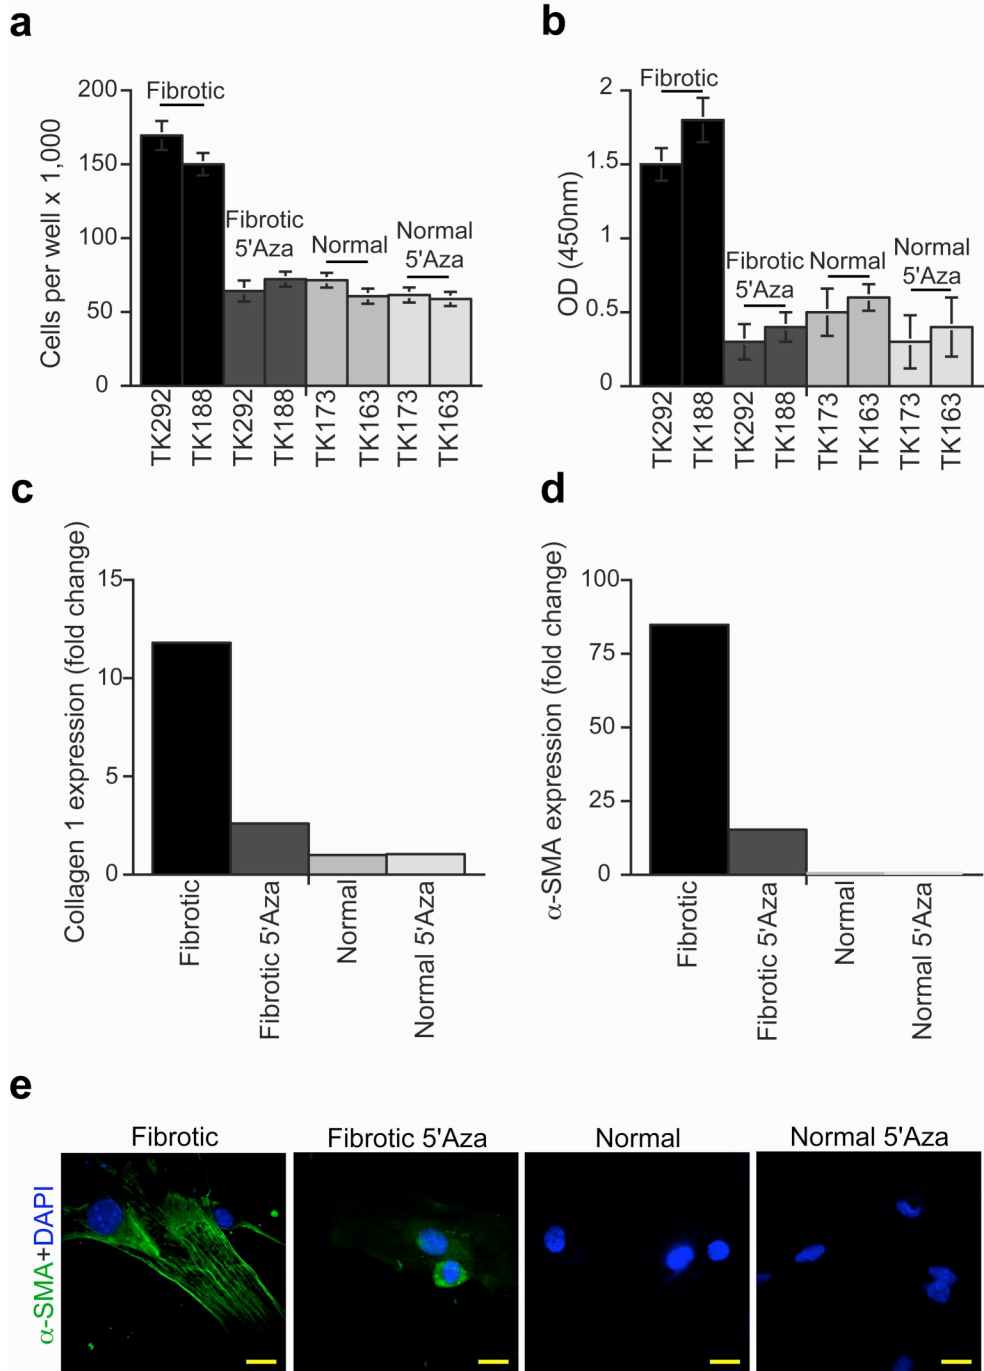 a
Cells per well x 1,000
200
150
100
50
0
Fibrotic
Fibrotic
5'Aza
Normal
Normal
5'Aza
TK292
TK188
TK292
TK188
TK173
TK163
TK173
TK163
b
OD (450nm)
2
1.5
1
0.5
0
Fibrotic
Fibrotic
5'Aza
Normal
Normal
5'Aza
TK292
TK188
TK292
TK188
TK173
TK163
TK173
TK163
c
Collagen 1 expression (fold change)
15
10
5
0
Fibrotic
Fibrotic 5'Aza
Normal
Normal 5'Aza
d
α-SMA expression (fold change)
100
75
50
25
0
Fibrotic
Fibrotic 5'Aza
Normal
Normal 5'Aza
e
α-SMA+DAPI
Fibrotic
Fibrotic 5'Aza
Normal
Normal 5'Aza